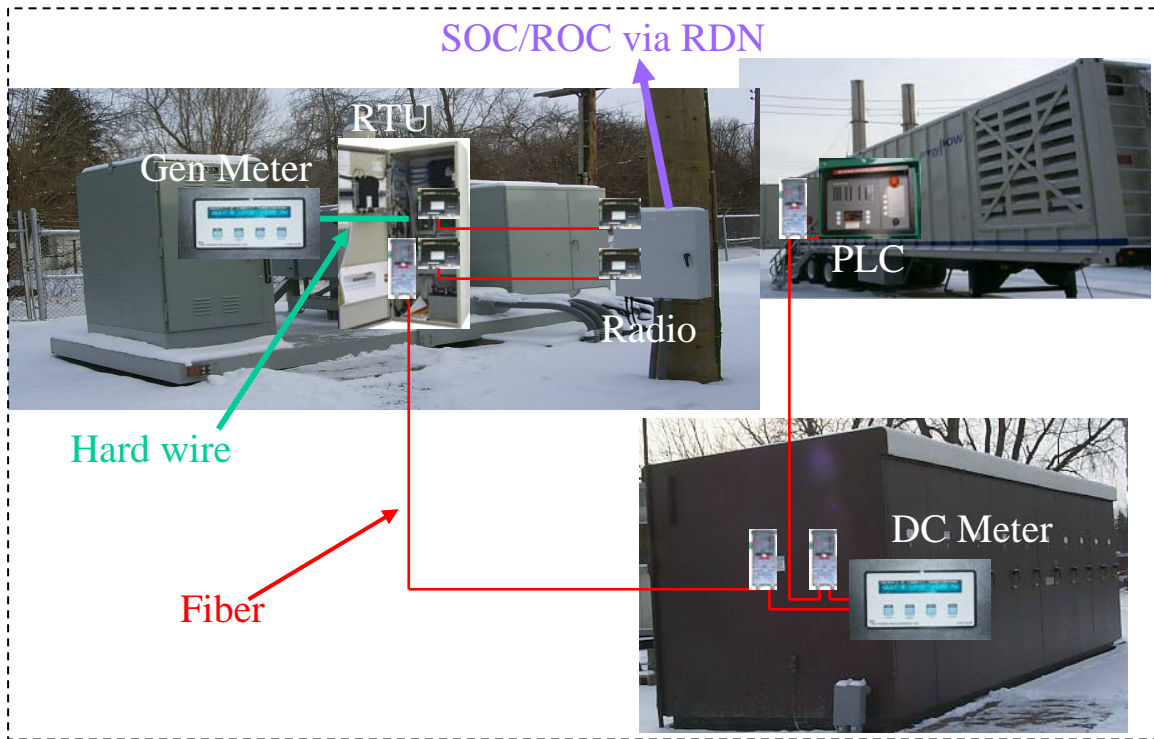 SOC/ROC via RDN
RTU
Gen Meter
PLC
Radio
Hard wire
DC Meter
Fiber